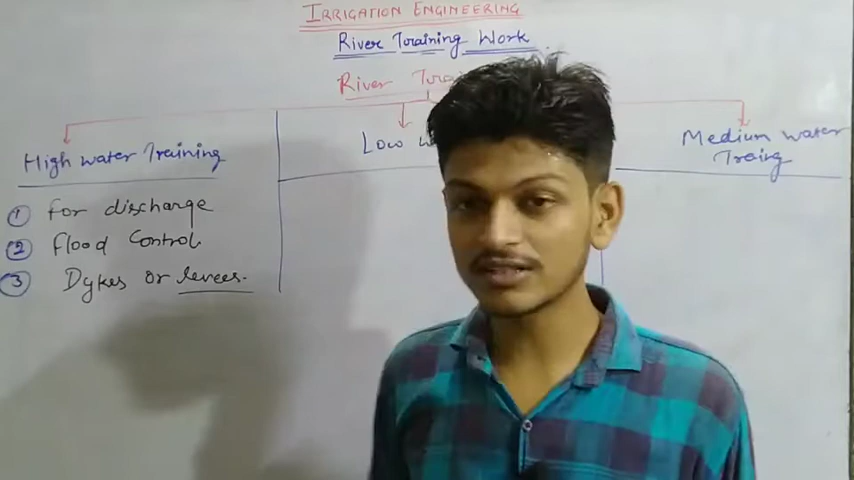 IRRIGATION ENGINEERING
River Training Work
River
High water Training
Low
Medium water
Traing
① for discharge
② flood Control
③ Dykes or levees.